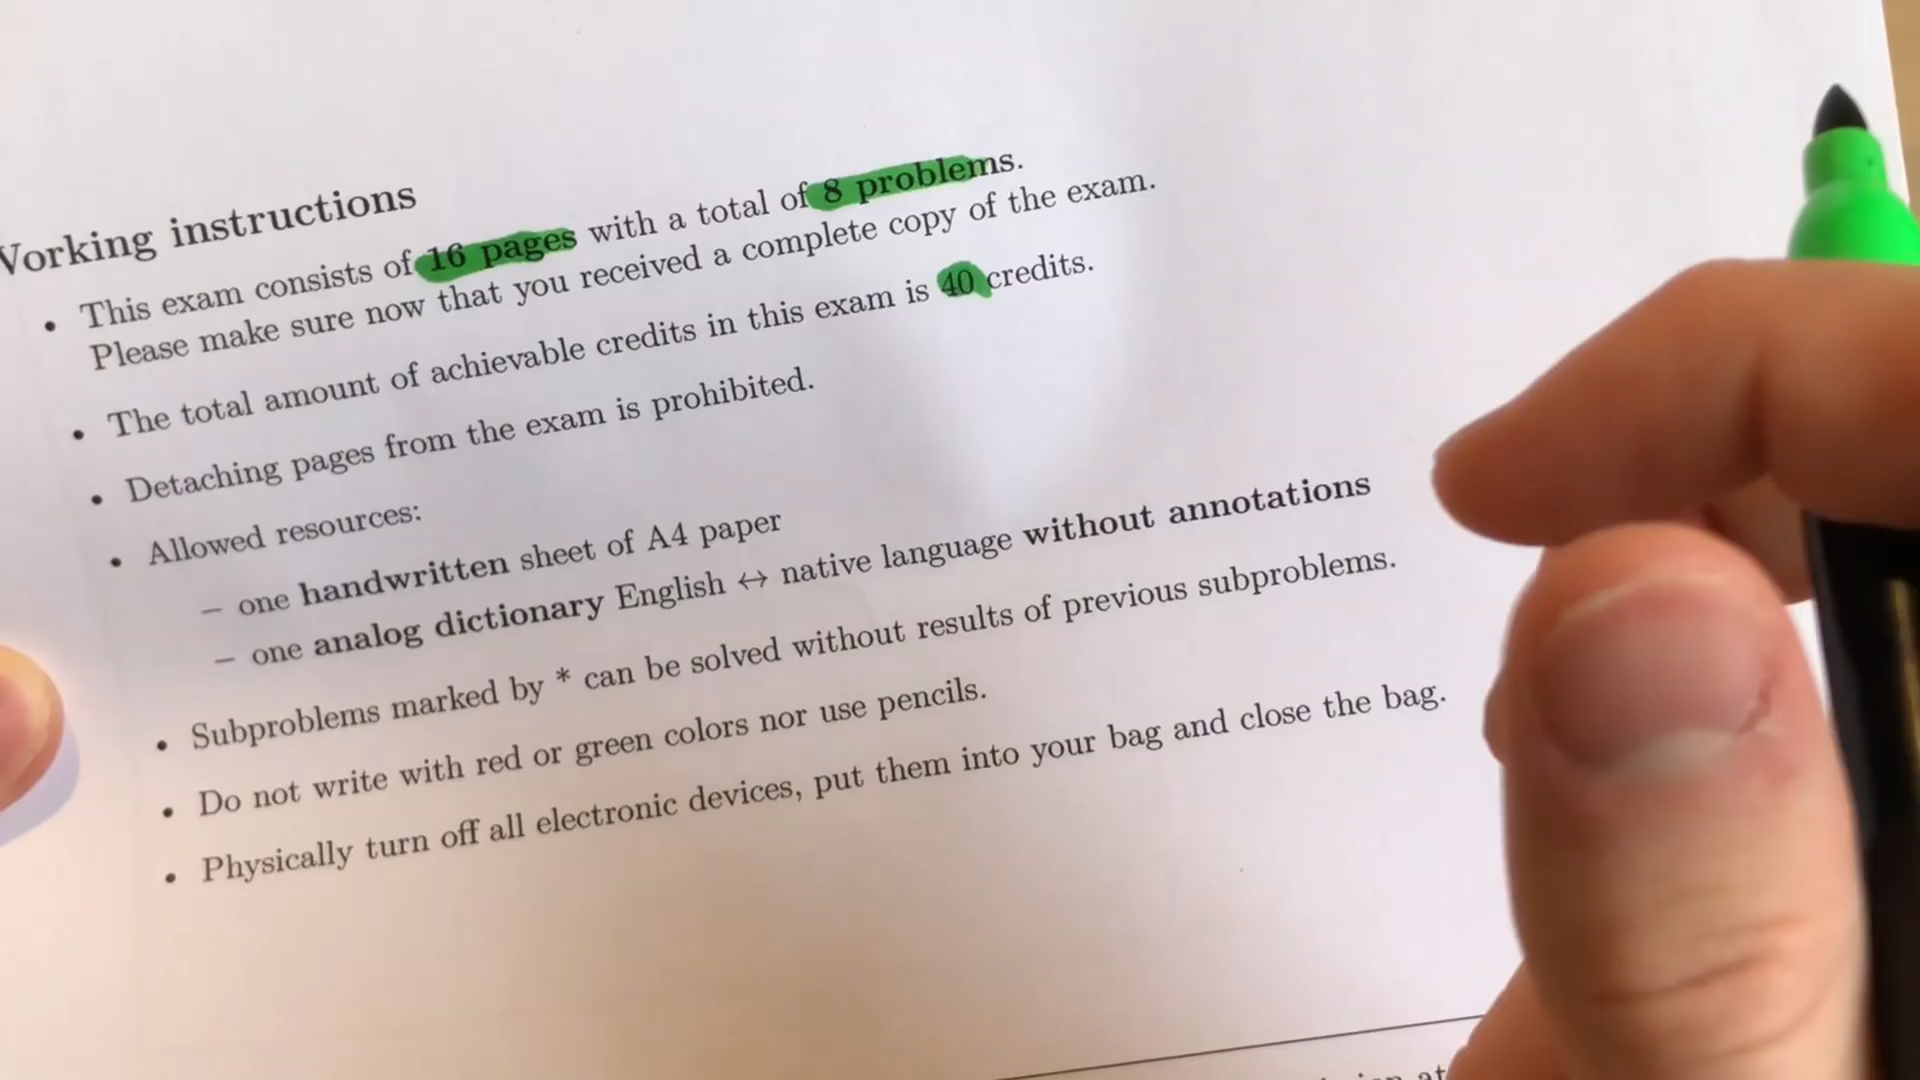 Working instructions
• This exam consists of 16 pages with a total of 8 problems.
Please make sure now that you received a complete copy of the exam.
• The total amount of achievable credits in this exam is 40 credits.
• Detaching pages from the exam is prohibited.
• Allowed resources:
– one handwritten sheet of A4 paper
– one analog dictionary English ↔ native language without annotations
• Subproblems marked by * can be solved without results of previous subproblems.
• Do not write with red or green colors nor use pencils.
• Physically turn off all electronic devices, put them into your bag and close the bag.